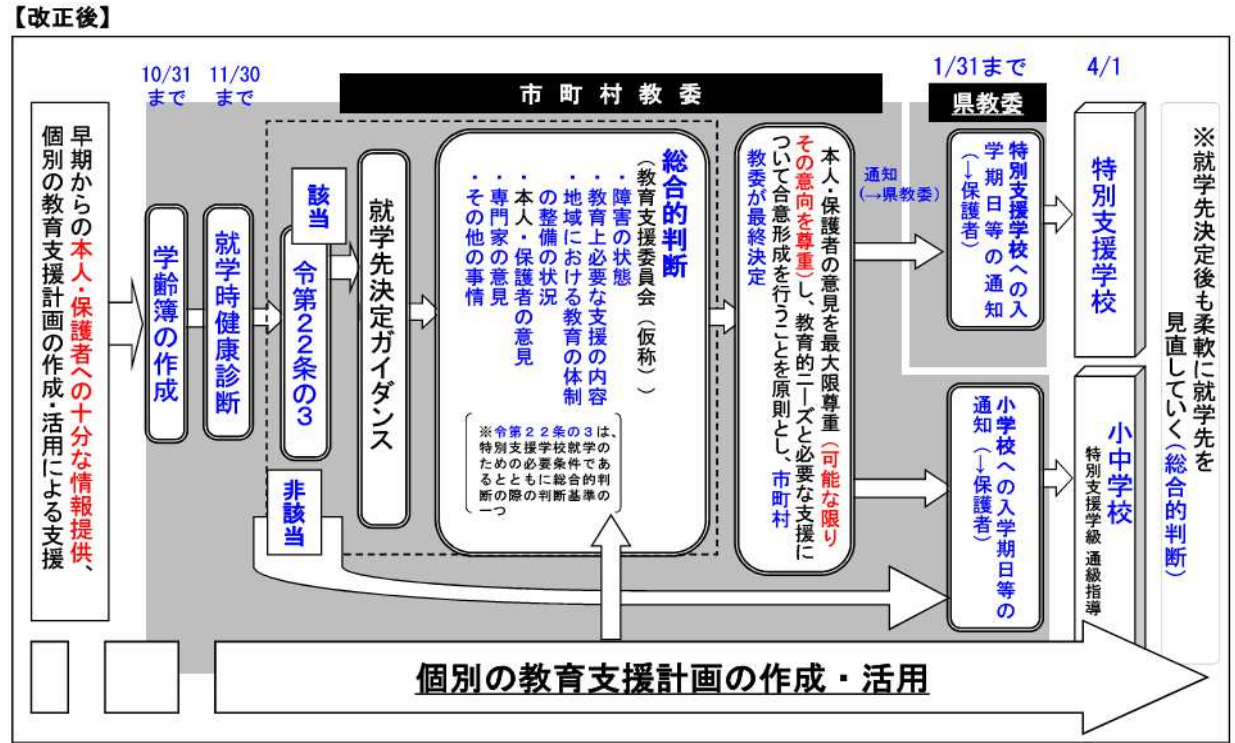 【改正後】
10/31
まで
11/30
まで
市町村教委
1/31まで
県教委
4/1
早期からの本人・保護者への十分な情報提供、
個別の教育支援計画の作成・活用による支援
学齢簿の作成
就学時健康診断
該当
令第22条の3
非該当
就学先決定ガイダンス
総合的判断
（教育支援委員会（仮称））
・障害の状態
・教育上必要な支援の内容
・地域における教育の体制
の整備の状況
・本人・保護者の意見
・専門家の意見
・その他の事情
※令第２２条の３は、
特別支援学校就学の
ための必要条件であ
るとともに総合的判
断の際の判断基準の
一つ
本人・保護者の意見を最大限尊重（可能な限り
その意向を尊重）し、教育的ニーズと必要な支援に
ついて合意形成を行うことを原則とし、市町村
教委が最終決定
通知
（→県教委）
特別支援学校への入
学期日等の通知
（→保護者）
小学校への入学期日等の
通知（→保護者）
特別支援学校
小中学校
特別支援学級 通級指導
※就学先決定後も柔軟に就学先を
見直していく（総合的判断）
個別の教育支援計画の作成・活用